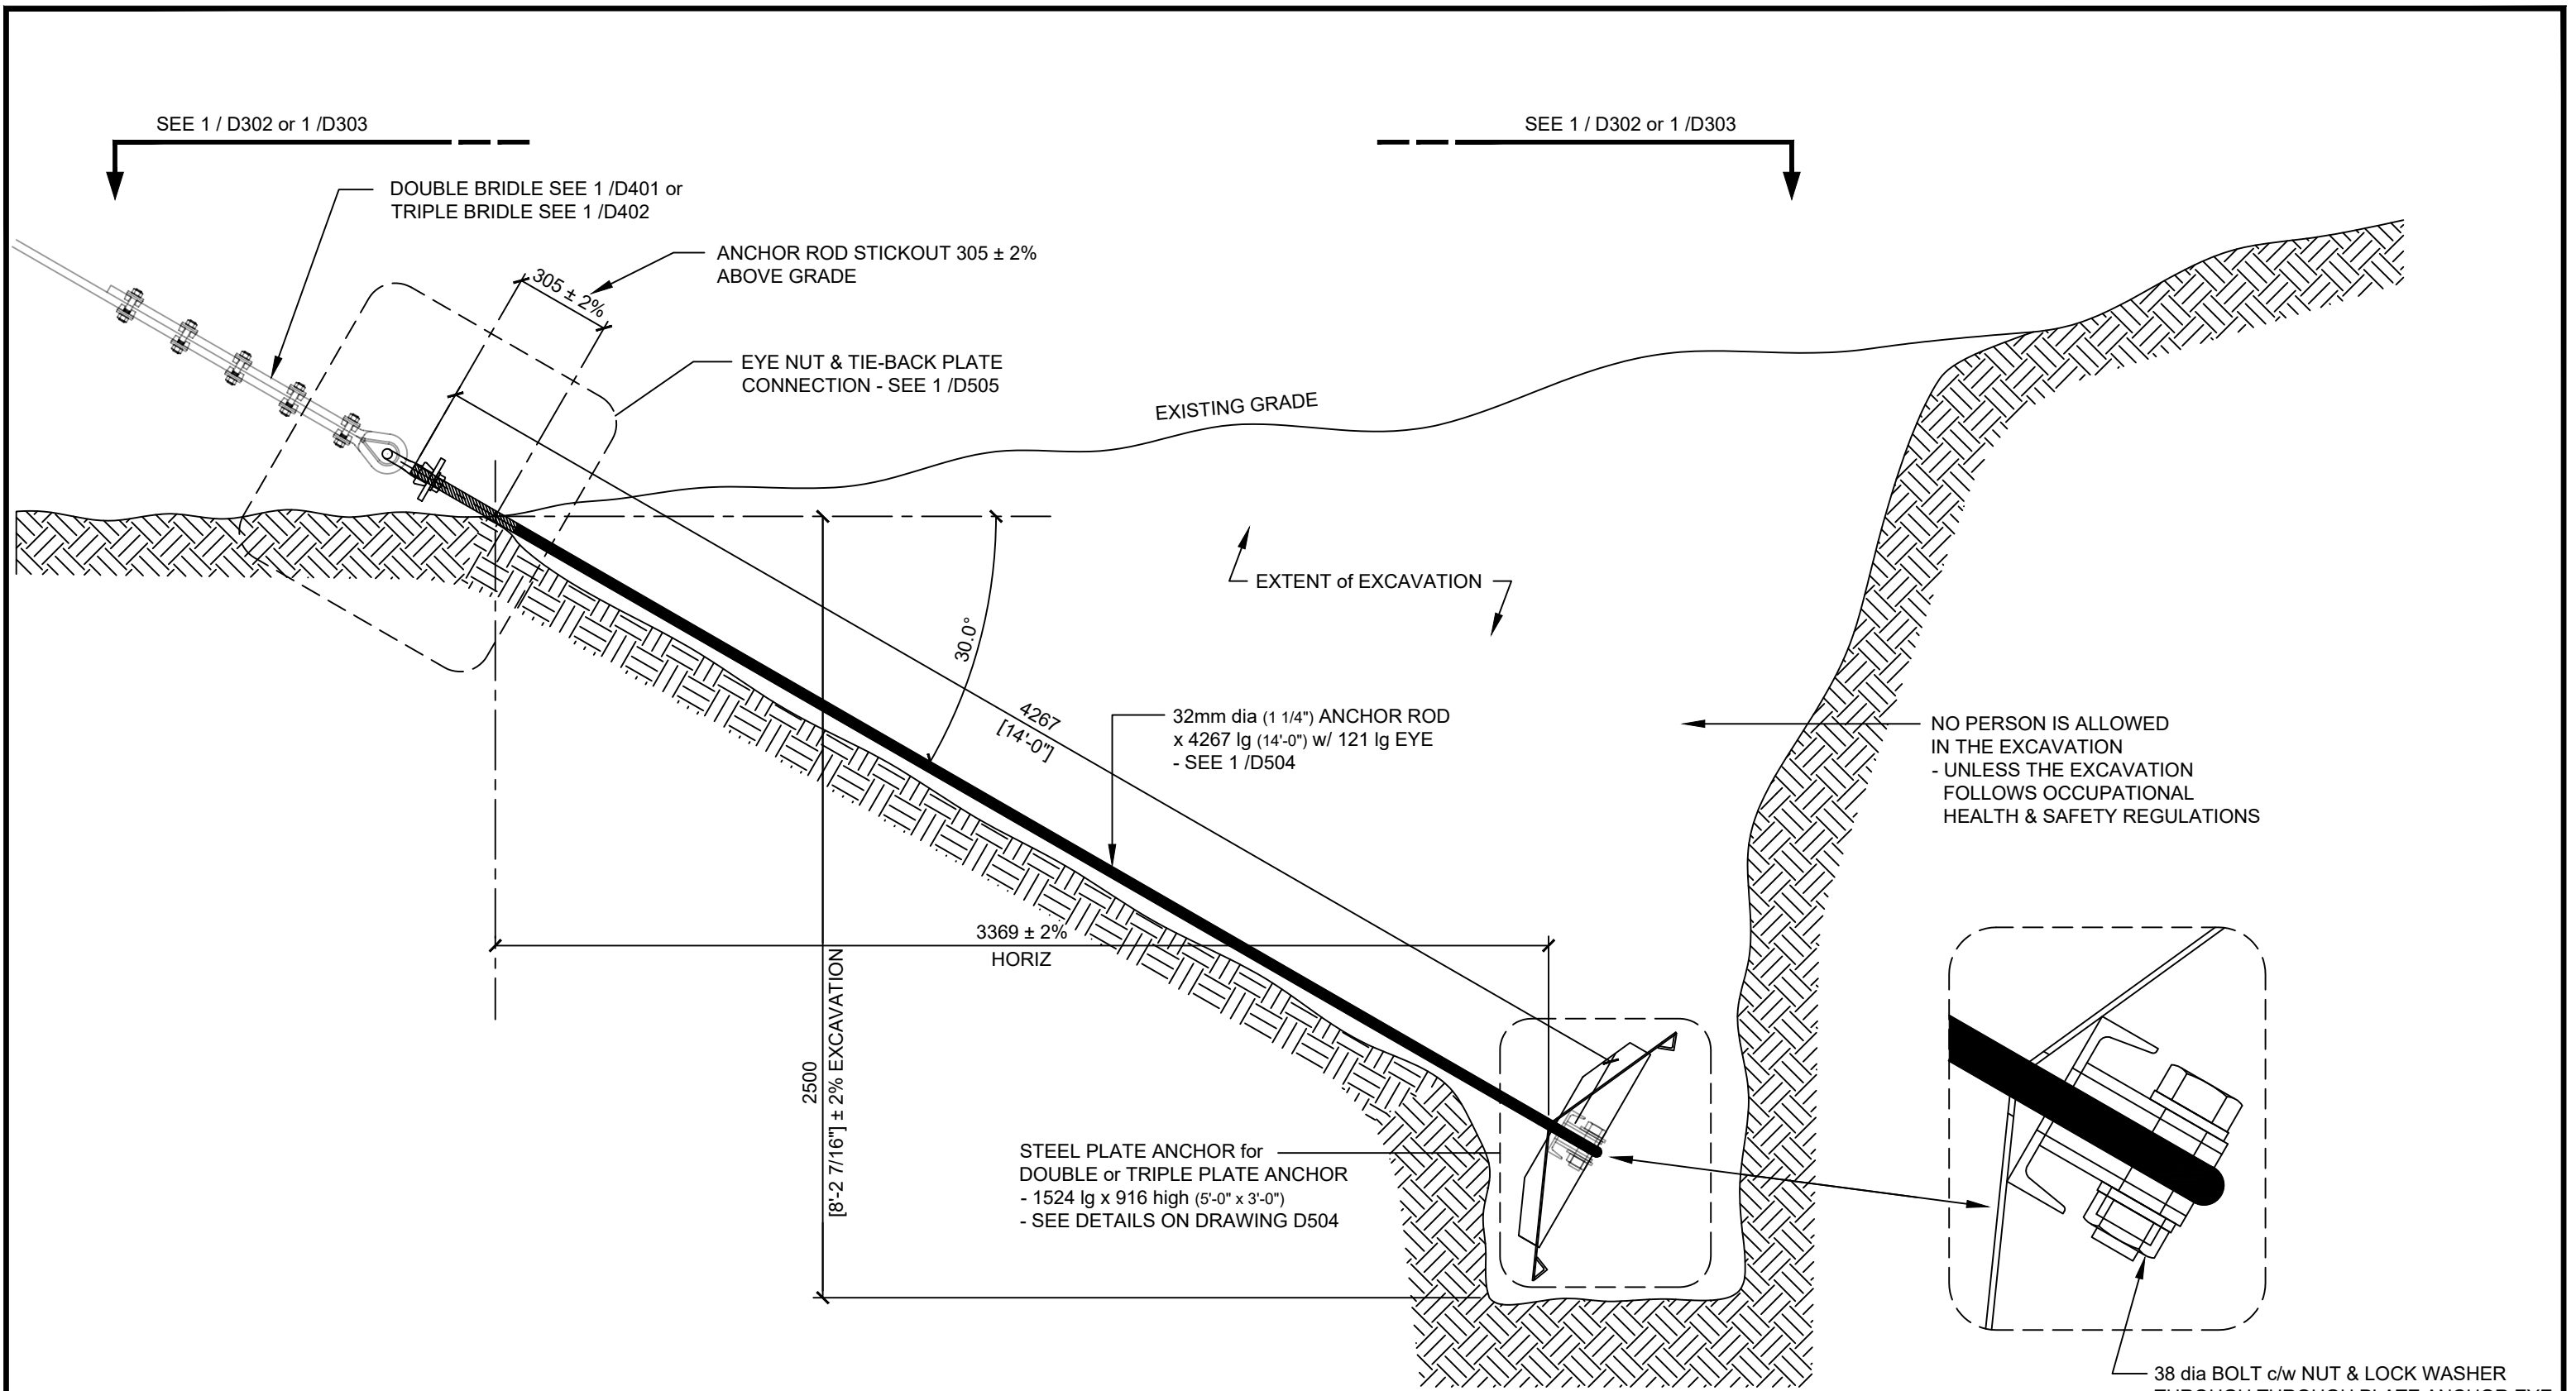 SEE 1 / D302 or 1 /D303
SEE 1 / D302 or 1 /D303
DOUBLE BRIDLE SEE 1 /D401 or
TRIPLE BRIDLE SEE 1 /D402
ANCHOR ROD STICKOUT 305 ± 2%
ABOVE GRADE
305 ± 2%
EYE NUT & TIE-BACK PLATE
CONNECTION - SEE 1 /D505
EXISTING GRADE
EXTENT of EXCAVATION
30.0°
4267
[14'-0"]
32mm dia (1 1/4") ANCHOR ROD
x 4267 lg (14'-0") w/ 121 lg EYE
- SEE 1 /D504
NO PERSON IS ALLOWED
IN THE EXCAVATION
- UNLESS THE EXCAVATION
FOLLOWS OCCUPATIONAL
HEALTH & SAFETY REGULATIONS
3369 ± 2%
HORIZ
2500
[8'-2 7/16"] ± 2% EXCAVATION
STEEL PLATE ANCHOR for
DOUBLE or TRIPLE PLATE ANCHOR
- 1524 lg x 916 high (5'-0" x 3'-0")
- SEE DETAILS ON DRAWING D504
38 dia BOLT c/w NUT & LOCK WASHER
THROUGH THROUGH PLATE ANCHOR EYE